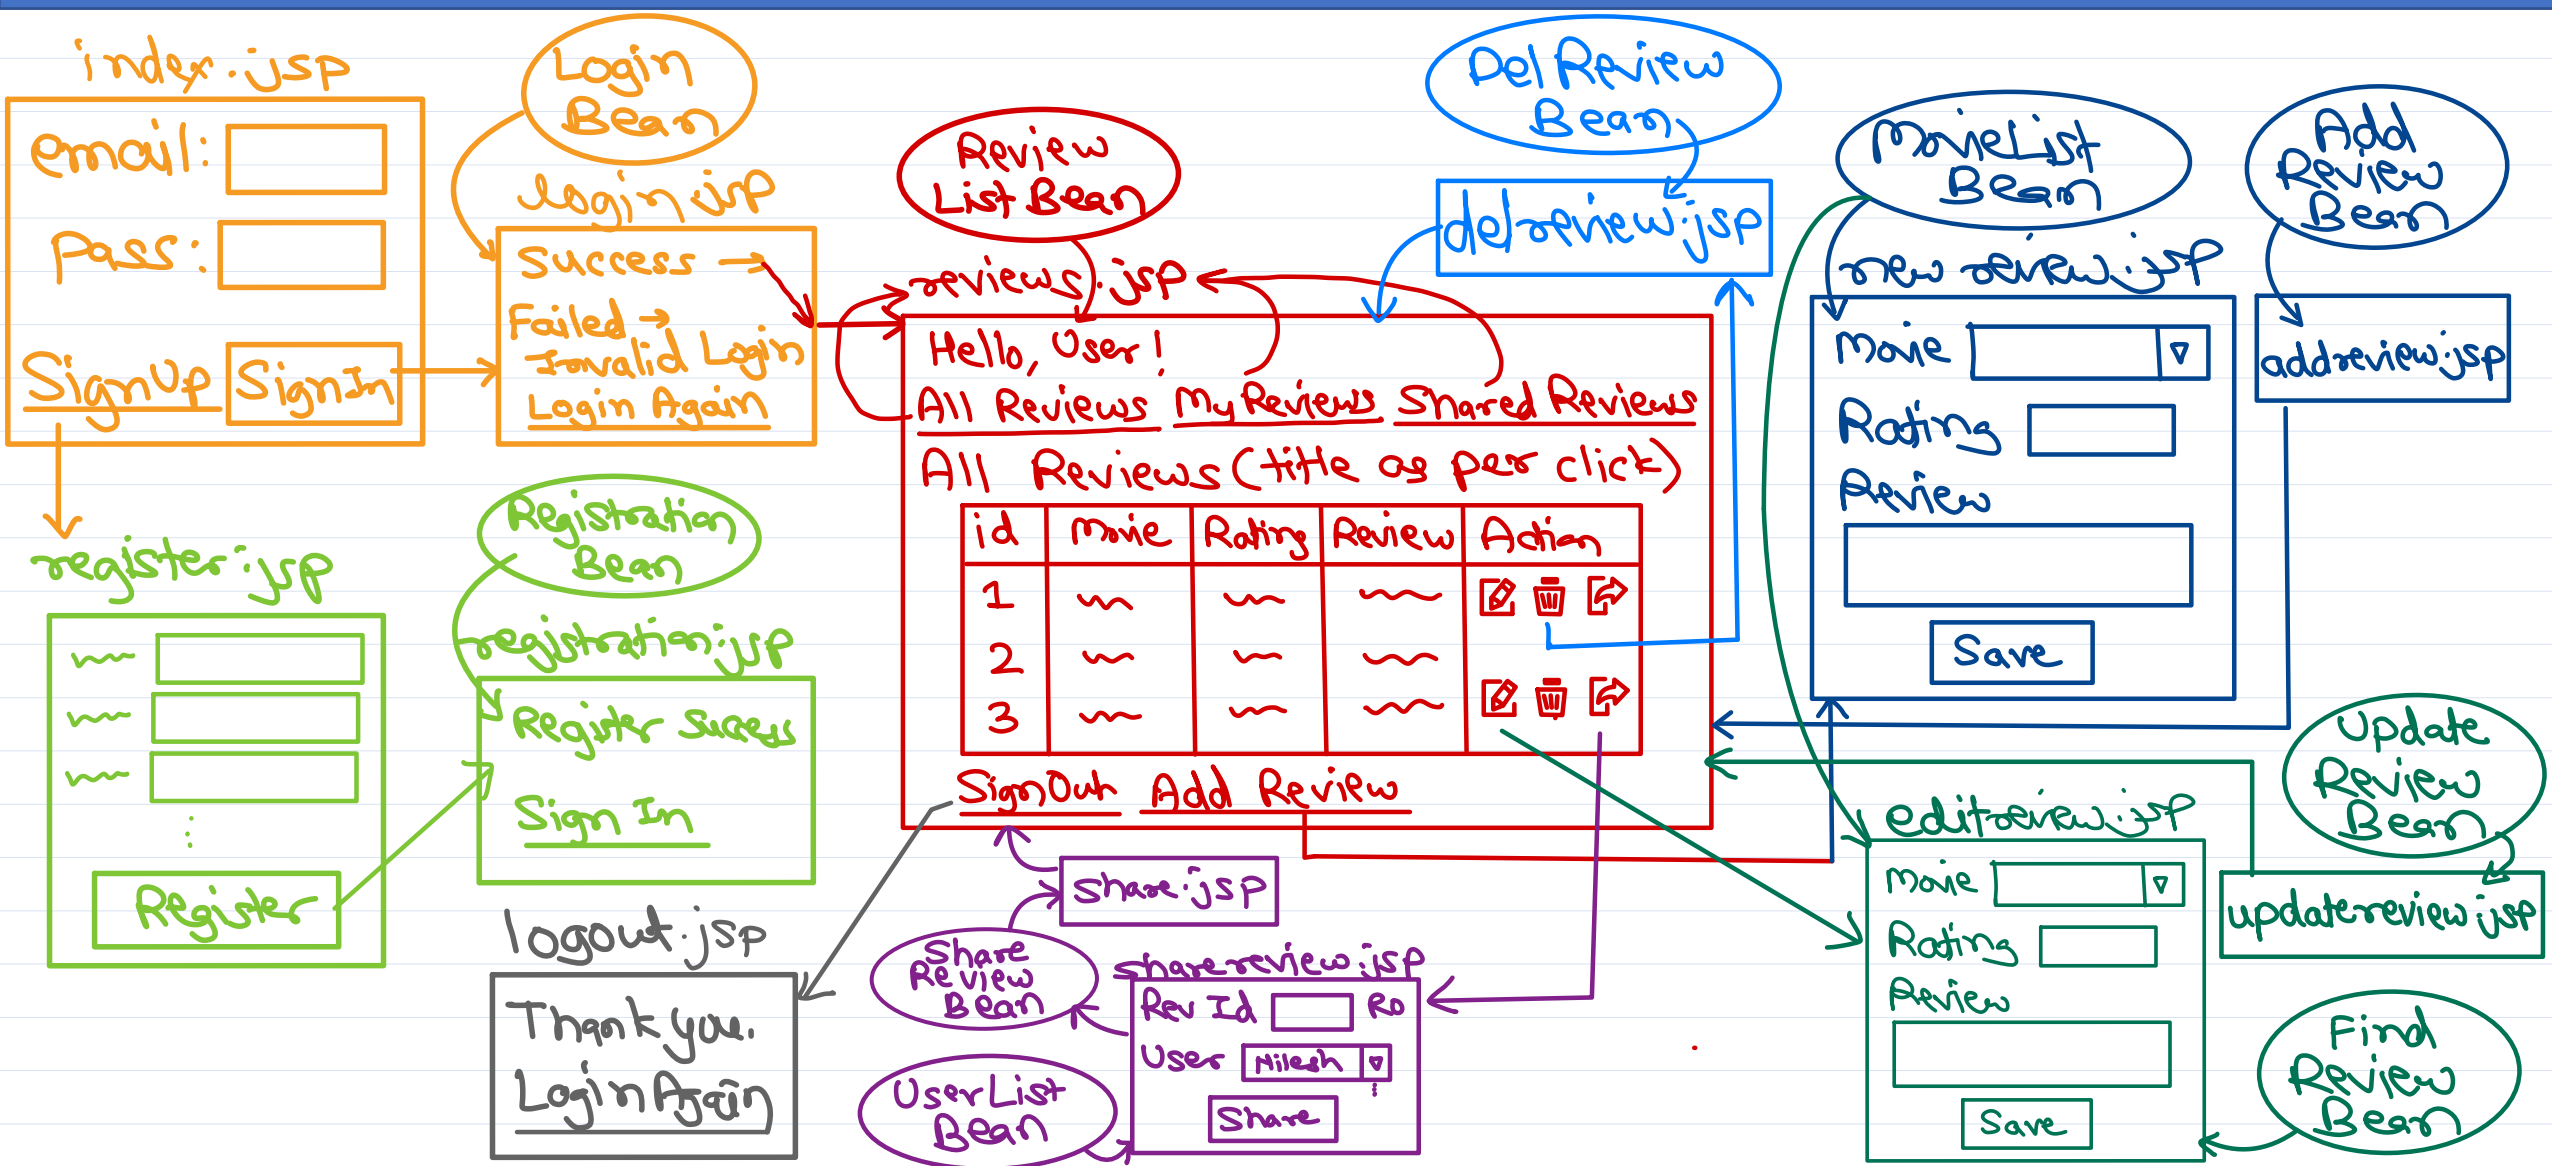 index.jsp
email:
Pass:
SignUp SignIn
Login
Bean
login.jsp
Success →
Failed →
Invalid Login
Login Again
register.jsp
Register
Registration
Bean
registration.jsp
Register Success
Sign In
logout.jsp
Thank you.
Login Again
Review
List Bean
reviews.jsp
Hello, User!
All Reviews My Reviews Shared Reviews
All Reviews (title as per click)
id Movie Rating Review Action
1
2
3
SignOut Add Review
share.jsp
Share
Review
Bean
sharereview.jsp
Rev Id RO
User Nilesh
Share
UserList
Bean
DelReview
Bean
delreview.jsp
MovieList
Bean
new review.jsp
Movie
Rating
Review
Save
Add
Review
Bean
addreview.jsp
Update
Review
Bean
updatereview.jsp
editreview.jsp
Movie
Rating
Review
Save
Find
Review
Bean